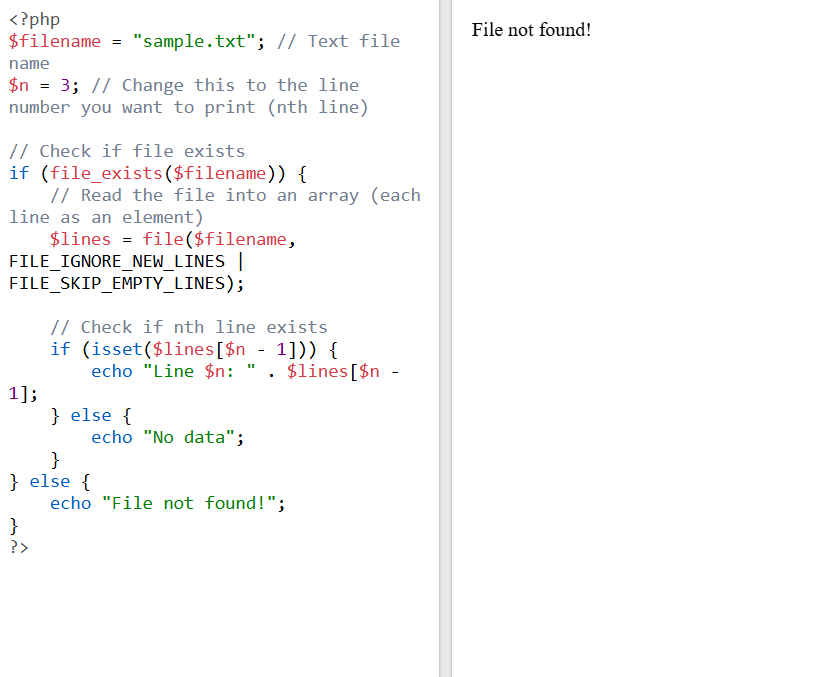 <?php
$filename = "sample.txt"; // Text file
name
$n = 3; // Change this to the line
number you want to print (nth line)

// Check if file exists
if (file_exists($filename)) {
    // Read the file into an array (each
line as an element)
    $lines = file($filename,
FILE_IGNORE_NEW_LINES |
FILE_SKIP_EMPTY_LINES);

    // Check if nth line exists
    if (isset($lines[$n - 1])) {
        echo "Line $n: " . $lines[$n -
1];
    } else {
        echo "No data";
    }
} else {
    echo "File not found!";
}
?>
File not found!